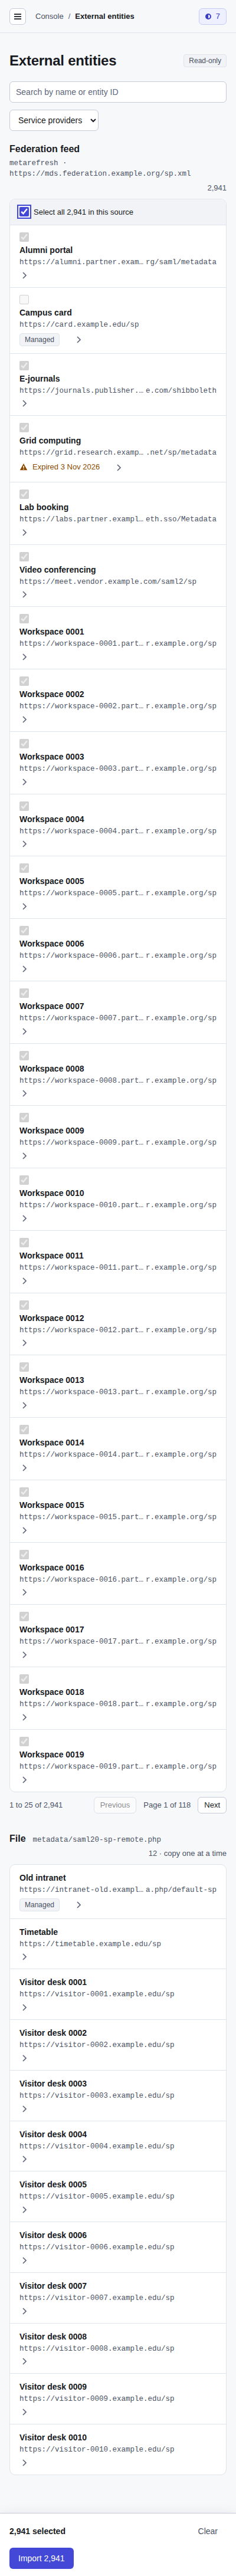 Console / External entities
7
External entities
Read-only
Search by name or entity ID
Service providers
Federation feed
metarefresh ·
https://mds.federation.example.org/sp.xml
2,941
Select all 2,941 in this source
Alumni portal
https://alumni.partner.exam… rg/saml/metadata
Campus card
https://card.example.edu/sp
Managed
E-journals
https://journals.publisher.… e.com/shibboleth
Grid computing
https://grid.research.examp… .net/sp/metadata
Expired 3 Nov 2026
Lab booking
https://labs.partner.exampl… eth.sso/Metadata
Video conferencing
https://meet.vendor.example.com/saml2/sp
Workspace 0001
https://workspace-0001.part… r.example.org/sp
Workspace 0002
https://workspace-0002.part… r.example.org/sp
Workspace 0003
https://workspace-0003.part… r.example.org/sp
Workspace 0004
https://workspace-0004.part… r.example.org/sp
Workspace 0005
https://workspace-0005.part… r.example.org/sp
Workspace 0006
https://workspace-0006.part… r.example.org/sp
Workspace 0007
https://workspace-0007.part… r.example.org/sp
Workspace 0008
https://workspace-0008.part… r.example.org/sp
Workspace 0009
https://workspace-0009.part… r.example.org/sp
Workspace 0010
https://workspace-0010.part… r.example.org/sp
Workspace 0011
https://workspace-0011.part… r.example.org/sp
Workspace 0012
https://workspace-0012.part… r.example.org/sp
Workspace 0013
https://workspace-0013.part… r.example.org/sp
Workspace 0014
https://workspace-0014.part… r.example.org/sp
Workspace 0015
https://workspace-0015.part… r.example.org/sp
Workspace 0016
https://workspace-0016.part… r.example.org/sp
Workspace 0017
https://workspace-0017.part… r.example.org/sp
Workspace 0018
https://workspace-0018.part… r.example.org/sp
Workspace 0019
https://workspace-0019.part… r.example.org/sp
1 to 25 of 2,941 Previous Page 1 of 118 Next
File metadata/saml20-sp-remote.php
12 · copy one at a time
Old intranet
https://intranet-old.exampl… a.php/default-sp
Managed
Timetable
https://timetable.example.edu/sp
Visitor desk 0001
https://visitor-0001.example.edu/sp
Visitor desk 0002
https://visitor-0002.example.edu/sp
Visitor desk 0003
https://visitor-0003.example.edu/sp
Visitor desk 0004
https://visitor-0004.example.edu/sp
Visitor desk 0005
https://visitor-0005.example.edu/sp
Visitor desk 0006
https://visitor-0006.example.edu/sp
Visitor desk 0007
https://visitor-0007.example.edu/sp
Visitor desk 0008
https://visitor-0008.example.edu/sp
Visitor desk 0009
https://visitor-0009.example.edu/sp
Visitor desk 0010
https://visitor-0010.example.edu/sp
2,941 selected
Clear
Import 2,941